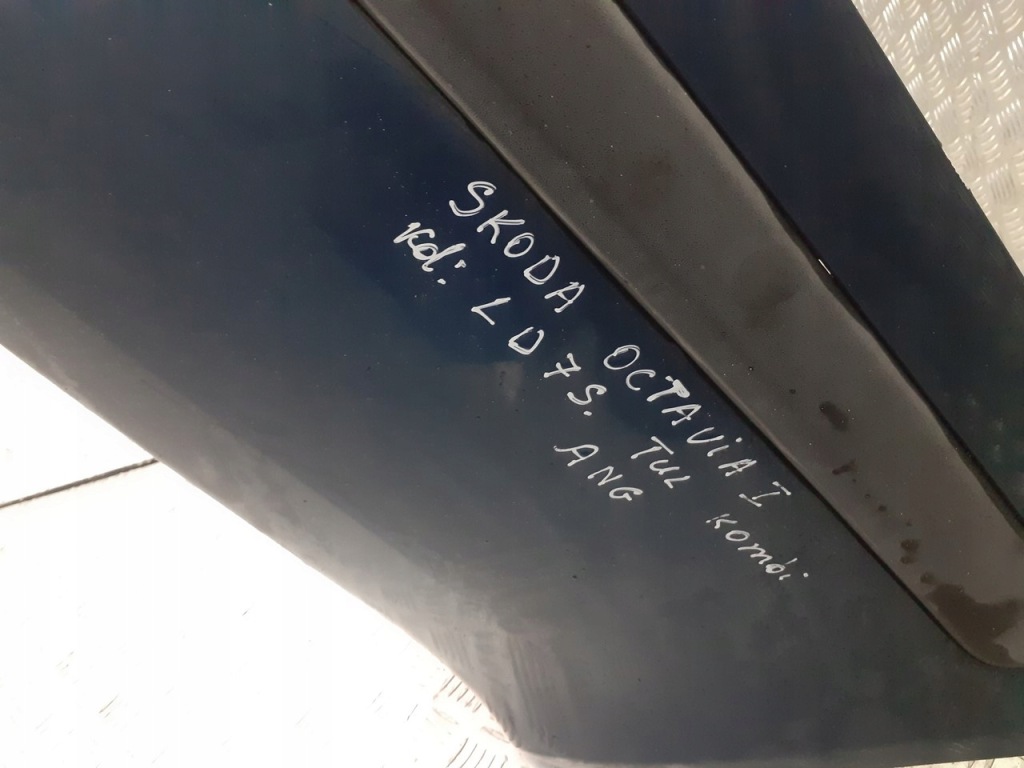 SKODA OCTAVIA I
Kol: LD7S. TUL KOMBI
ANG